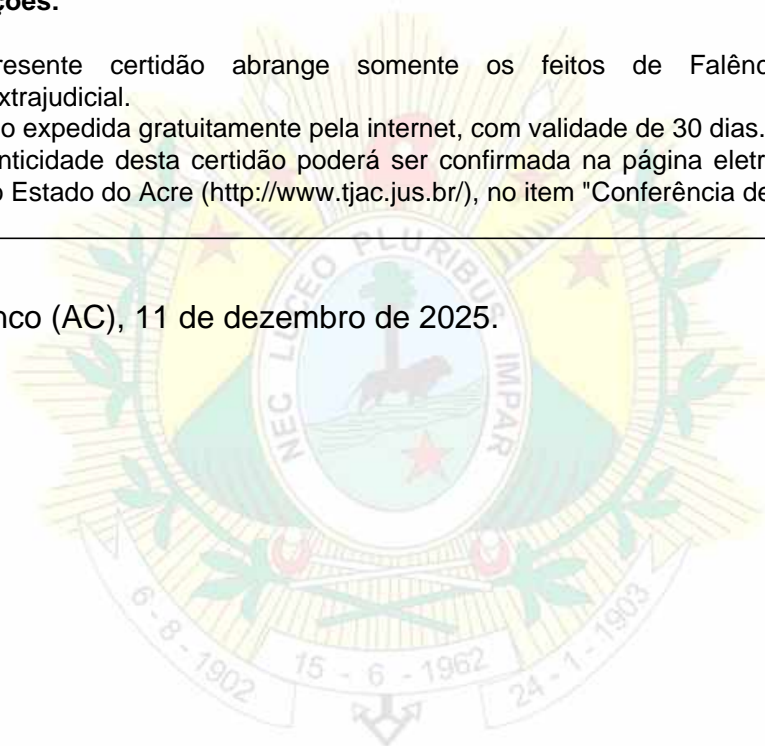 ções:
resente certidão abrange somente os feitos de Falênc
xtrajudicial.
o expedida gratuitamente pela internet, com validade de 30 dias.
nticidade desta certidão poderá ser confirmada na página eletr
o Estado do Acre (http://www.tjac.jus.br/), no item "Conferência de
nco (AC), 11 de dezembro de 2025.
NEC LUCEO PLURIBUS IMPAR
6 - 8 - 1902
15 - 6 - 1962
24 - 1 - 1903